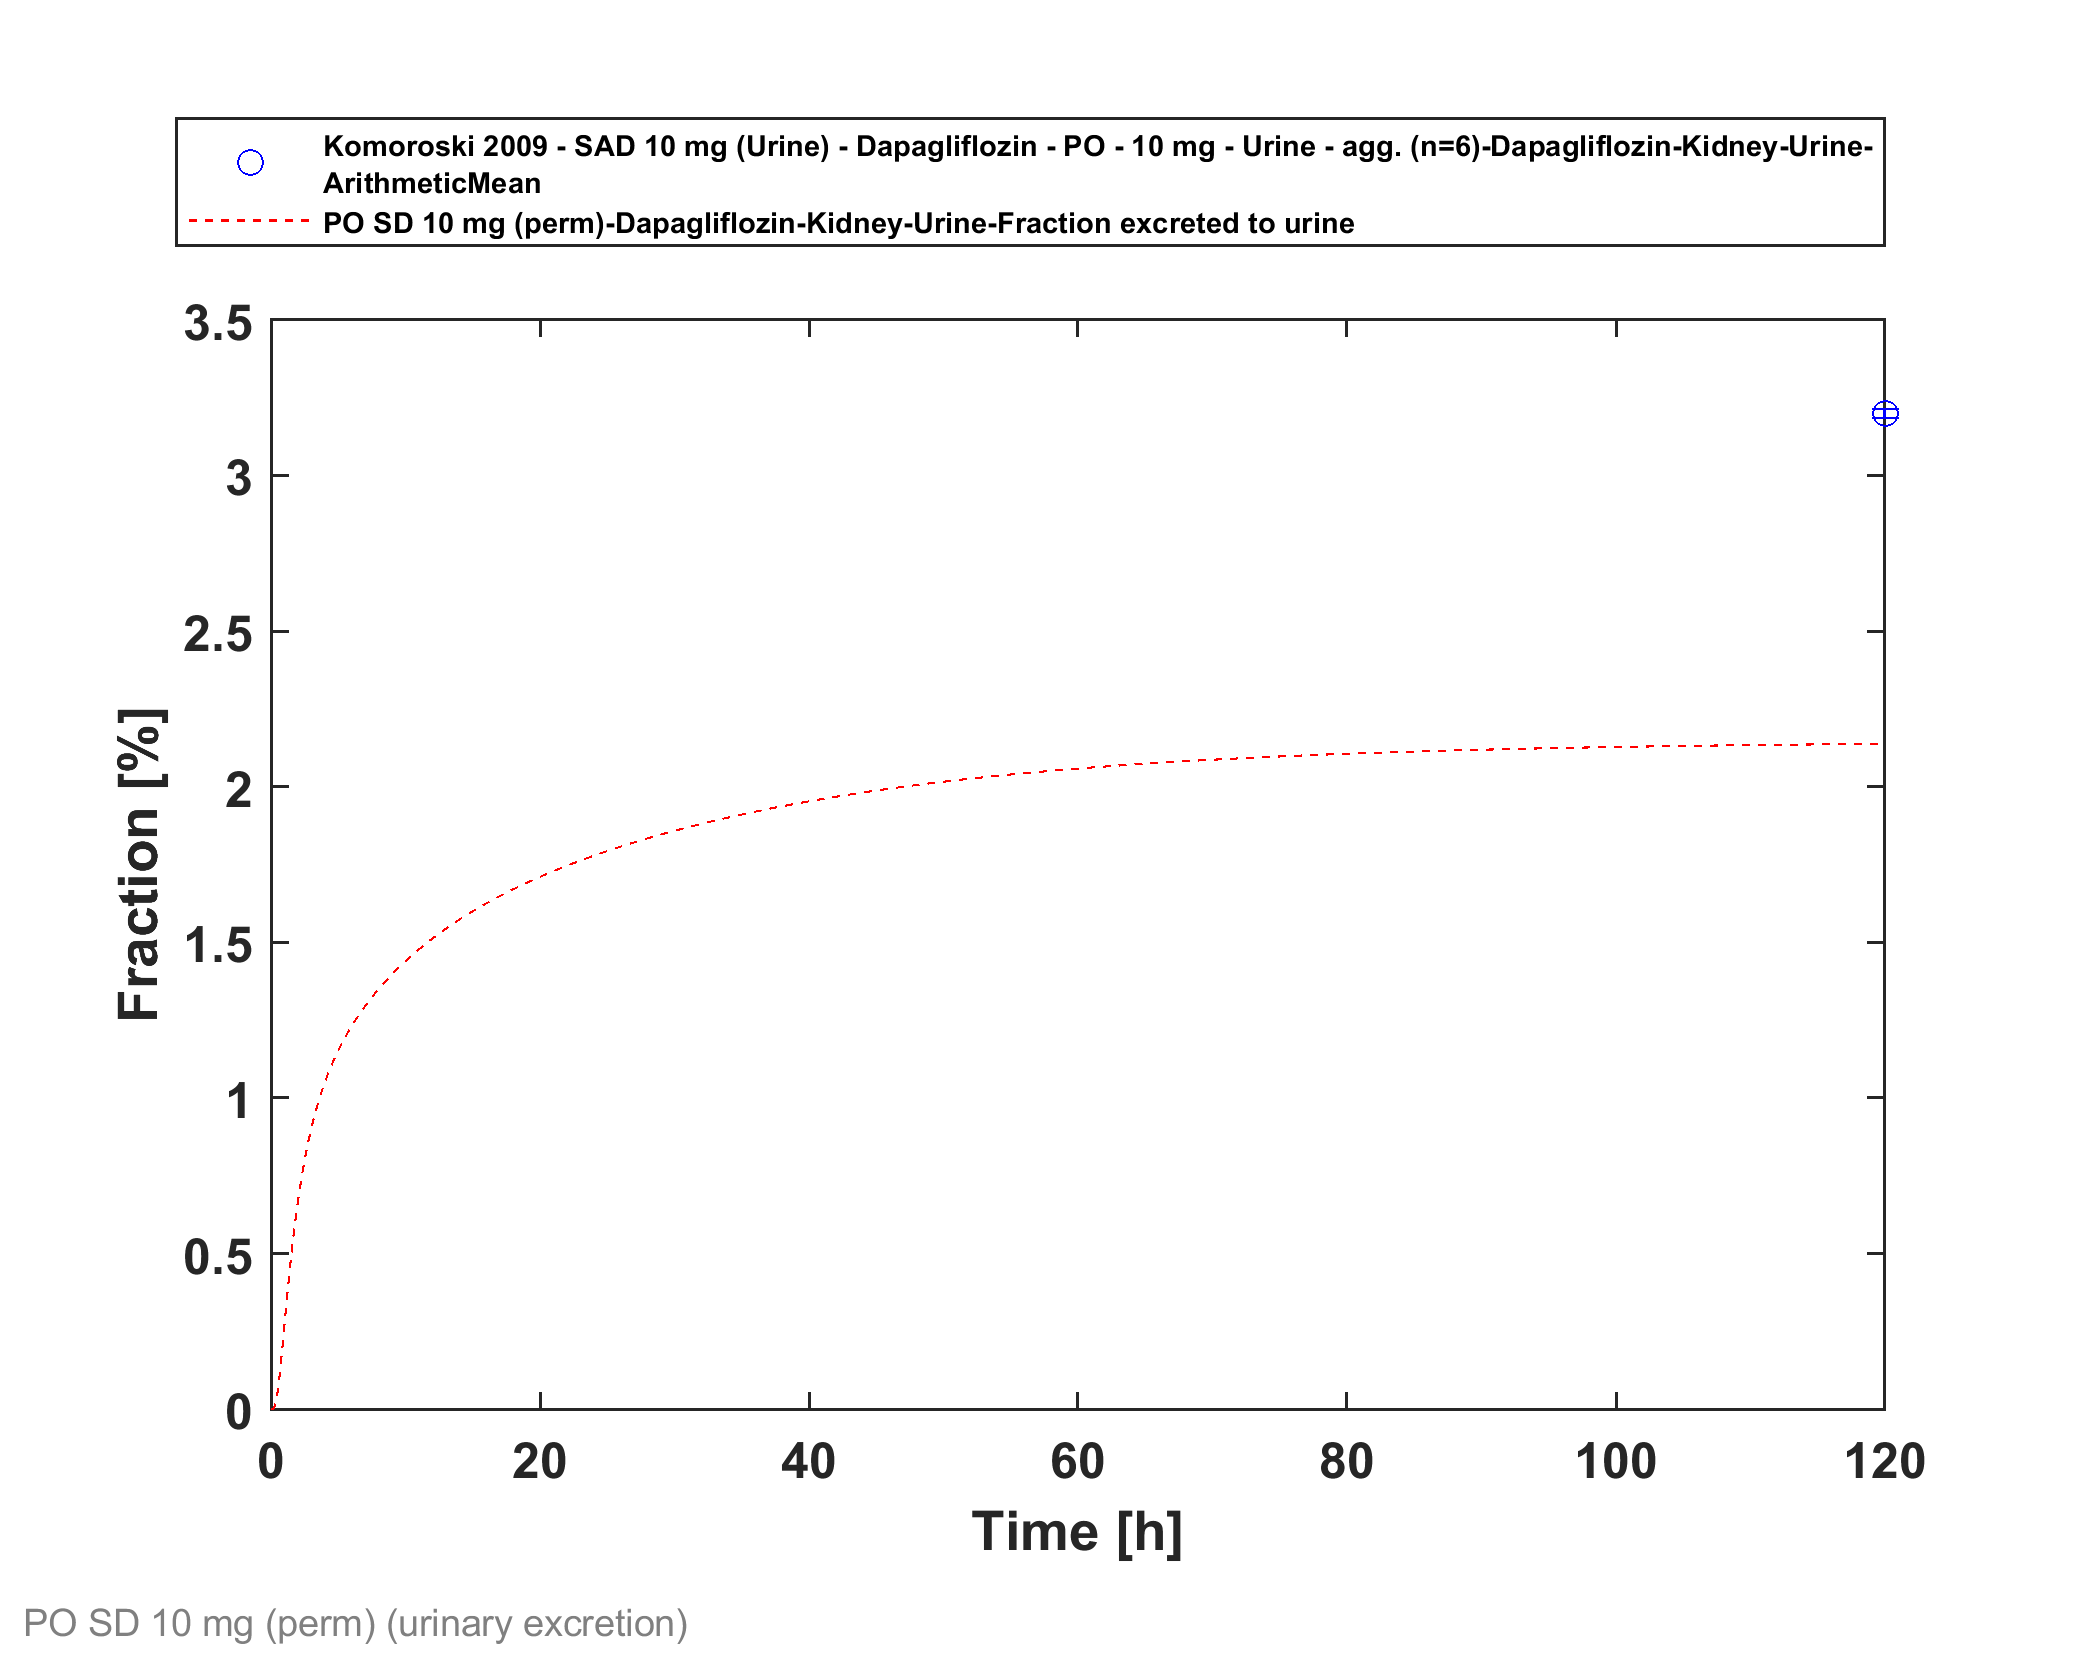 Komoroski 2009 - SAD 10 mg (Urine) - Dapagliflozin - PO - 10 mg - Urine - agg. (n=6)-Dapagliflozin-Kidney-Urine-
ArithmeticMean
PO SD 10 mg (perm)-Dapagliflozin-Kidney-Urine-Fraction excreted to urine
3.5
3
2.5
2
1.5
1
0.5
0
Fraction [%]
0 20 40 60 80 100 120
Time [h]
PO SD 10 mg (perm) (urinary excretion)